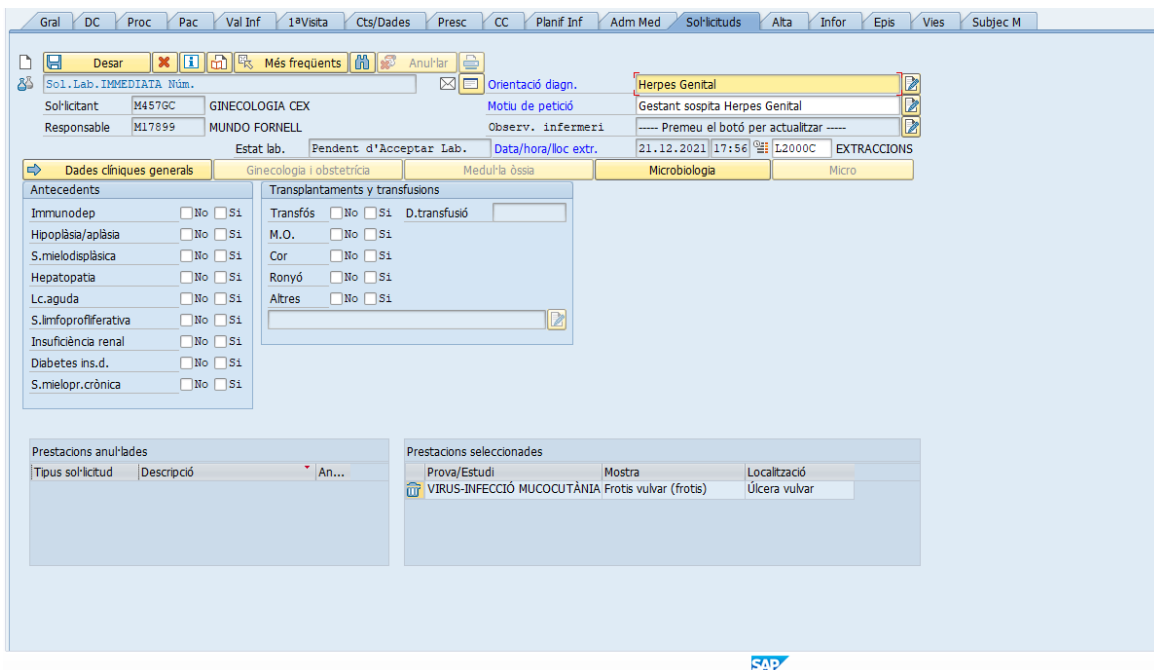 Gral DC Proc Pac Val Inf 1ªVisita Cts/Dades Presc CC Planif Inf Adm Med Sol·licituds Alta Infor Epis Vies Subjec M
Desar Més freqüents Anul·lar
Sol.Lab.IMMEDIATA Núm. Orientació diagn. Herpes Genital
Sol·licitant M457GC GINECOLOGIA CEX Motiu de petició Gestant sospita Herpes Genital
Responsable M17899 MUNDO FORNELL Observ. infermeri ----- Premeu el botó per actualitzar -----
Estat lab. Pendent d'Acceptar Lab. Data/hora/lloc extr. 21.12.2021 17:56 L2000C EXTRACCIONS
Dades clíniques generals Ginecologia i obstetrícia Medul·la òssia Microbiologia Micro
Antecedents Transplantaments y transfusions
Immunodep No Si Transfós No Si D.transfusió
Hipoplàsia/aplàsia No Si M.O. No Si
S.mielodisplàsica No Si Cor No Si
Hepatopatia No Si Ronyó No Si
Lc.aguda No Si Altres No Si
S.limfoprofliferativa No Si
Insuficiència renal No Si
Diabetes ins.d. No Si
S.mielopr.crònica No Si
Prestacions anul·lades Prestacions seleccionades
Tipus sol·licitud Descripció An... Prova/Estudi Mostra Localització
VIRUS-INFECCIÓ MUCOCUTÀNIA Frotis vulvar (frotis) Úlcera vulvar
SAP